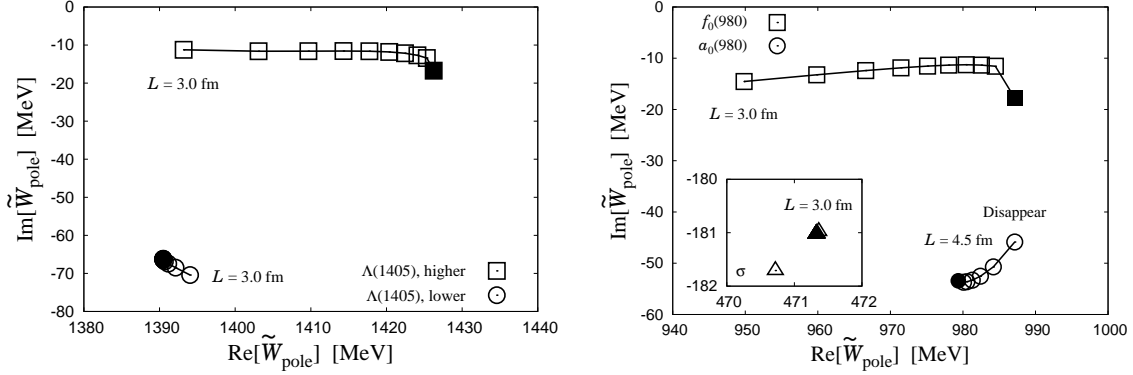 0
-10
-20
-30
-40
-50
-60
-70
-80
1380 1390 1400 1410 1420 1430 1440
Im[W̃pole] [MeV]
Re[W̃pole] [MeV]
L = 3.0 fm
L = 3.0 fm
Λ(1405), higher
Λ(1405), lower
0
-10
-20
-30
-40
-50
-60
940 950 960 970 980 990 1000
Im[W̃pole] [MeV]
Re[W̃pole] [MeV]
f0(980)
a0(980)
L = 3.0 fm
Disappear
L = 4.5 fm
-180
-181
-182
470 471 472
L = 3.0 fm
σ